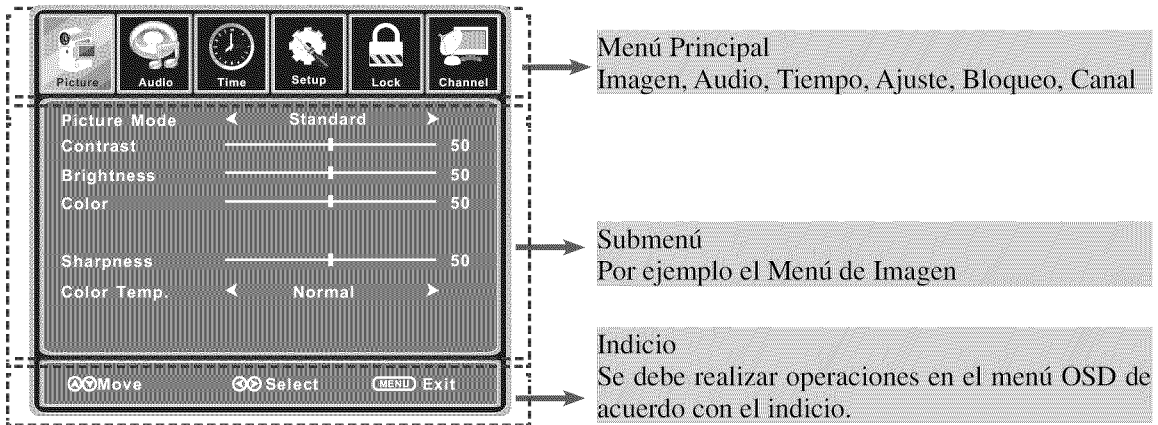 Picture Audio Time Setup Lock Channel
Picture Mode Standard
Contrast 50
Brightness 50
Color 50
Sharpness 50
Color Temp. Normal
Move Select MENU Exit
Menú Principal
Imagen, Audio, Tiempo, Ajuste, Bloqueo, Canal
Submenú
Por ejemplo el Menú de Imagen
Indicio
Se debe realizar operaciones en el menú OSD de
acuerdo con el indicio.